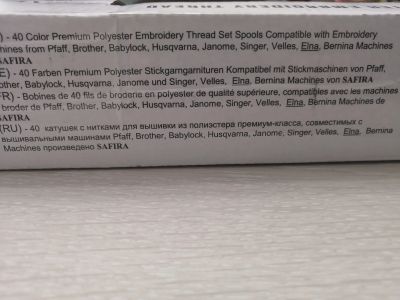 ) - 40 Color Premium Polyester Embroidery Thread Set Spools Compatible with Embroidery
hines from Pfaff, Brother, Babylock, Husqvarna, Janome, Singer, Velles, Elna, Bernina Machines
SAFIRA
E) - 40 Farben Premium Polyester Stickgarngarnituren Kompatibel mit Stickmaschinen von Pfaff,
other, Babylock, Husqvarna, Janome und Singer, Velles, Elna, Bernina Machines für SAFIRA
FR) - Bobines de 40 fils de broderie en polyester de qualité supérieure, compatibles avec les machines
broder de Pfaff, Brother, Babylock, Husqvarna, Janome, Singer, Velles, Elna, Bernina Machines de
SAFIRA
(RU) - 40 катушек с нитками для вышивки из полиэстера премиум-класса, совместимых с
вышивальными машинами Pfaff, Brother, Babylock, Husqvarna, Janome, Singer, Velles, Elna, Bernina
Machines произведено SAFIRA